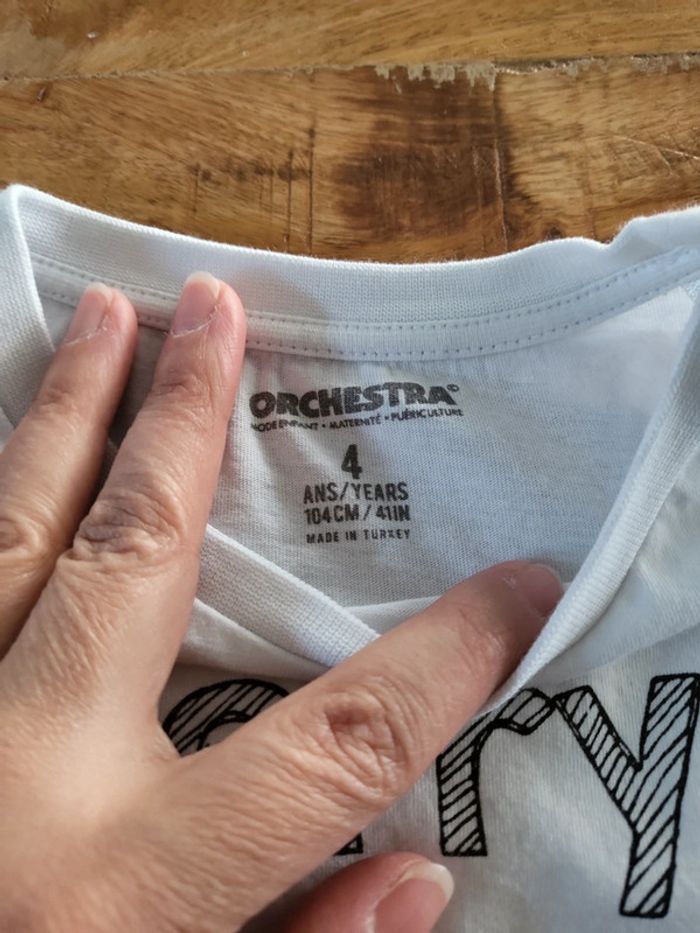 ORCHESTRA©
MODE ENFANT • MATERNITÉ • PUÉRICULTURE
4
ANS/YEARS
104CM / 41IN
MADE IN TURKEY